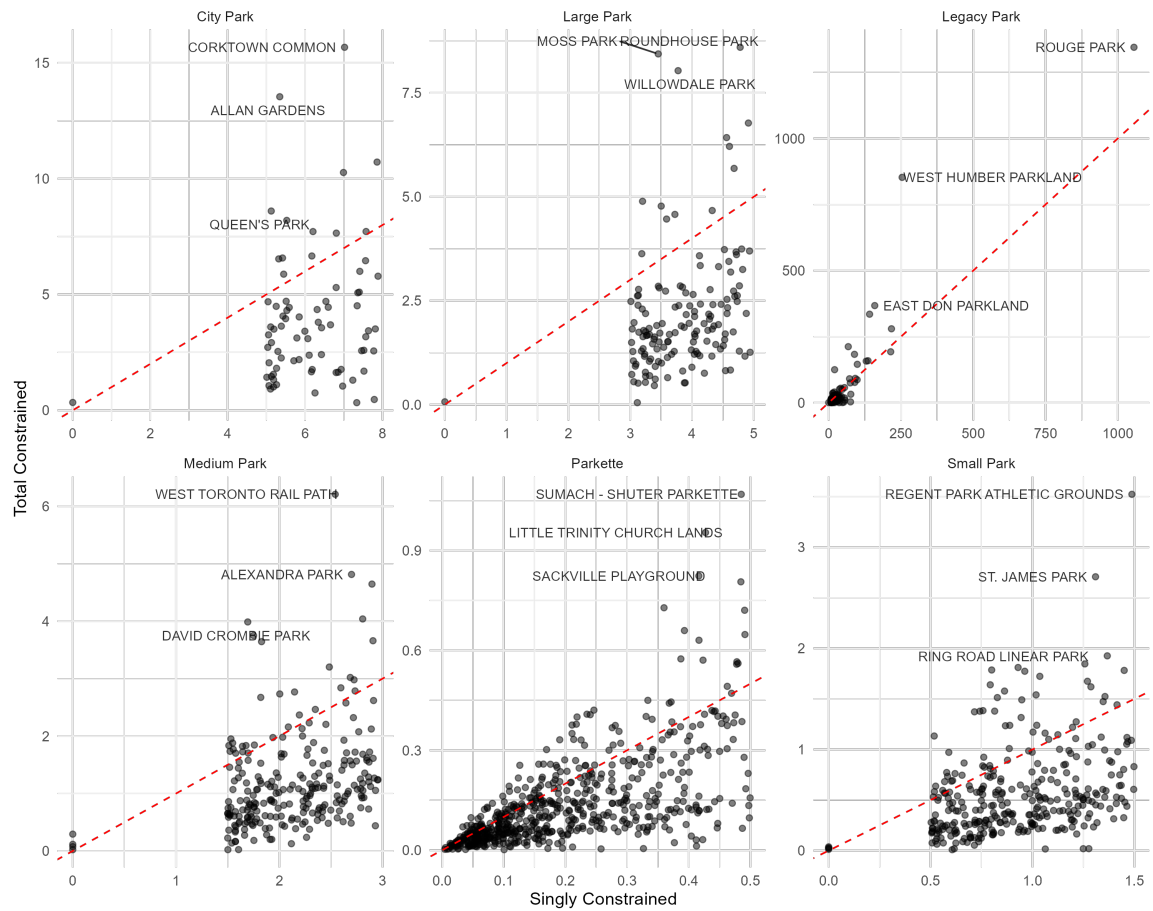 City Park
Large Park
Legacy Park
CORKTOWN COMMON
ALLAN GARDENS
QUEEN'S PARK
15
10
5
0
0
2
4
6
8
MOSS PARK
ROUNDHOUSE PARK
WILLOWDALE PARK
7.5
5.0
2.5
0.0
0
1
2
3
4
5
ROUGE PARK
WEST HUMBER PARKLAND
EAST DON PARKLAND
1000
500
0
0
250
500
750
1000
Total Constrained
Medium Park
Parkette
Small Park
WEST TORONTO RAIL PATH
ALEXANDRA PARK
DAVID CROMBIE PARK
6
4
2
0
0
1
2
3
SUMACH - SHUTER PARKETTE
LITTLE TRINITY CHURCH LANDS
SACKVILLE PLAYGROUND
0.9
0.6
0.3
0.0
0.0
0.1
0.2
0.3
0.4
0.5
REGENT PARK ATHLETIC GROUNDS
ST. JAMES PARK
RING ROAD LINEAR PARK
3
2
1
0
0.0
0.5
1.0
1.5
Singly Constrained